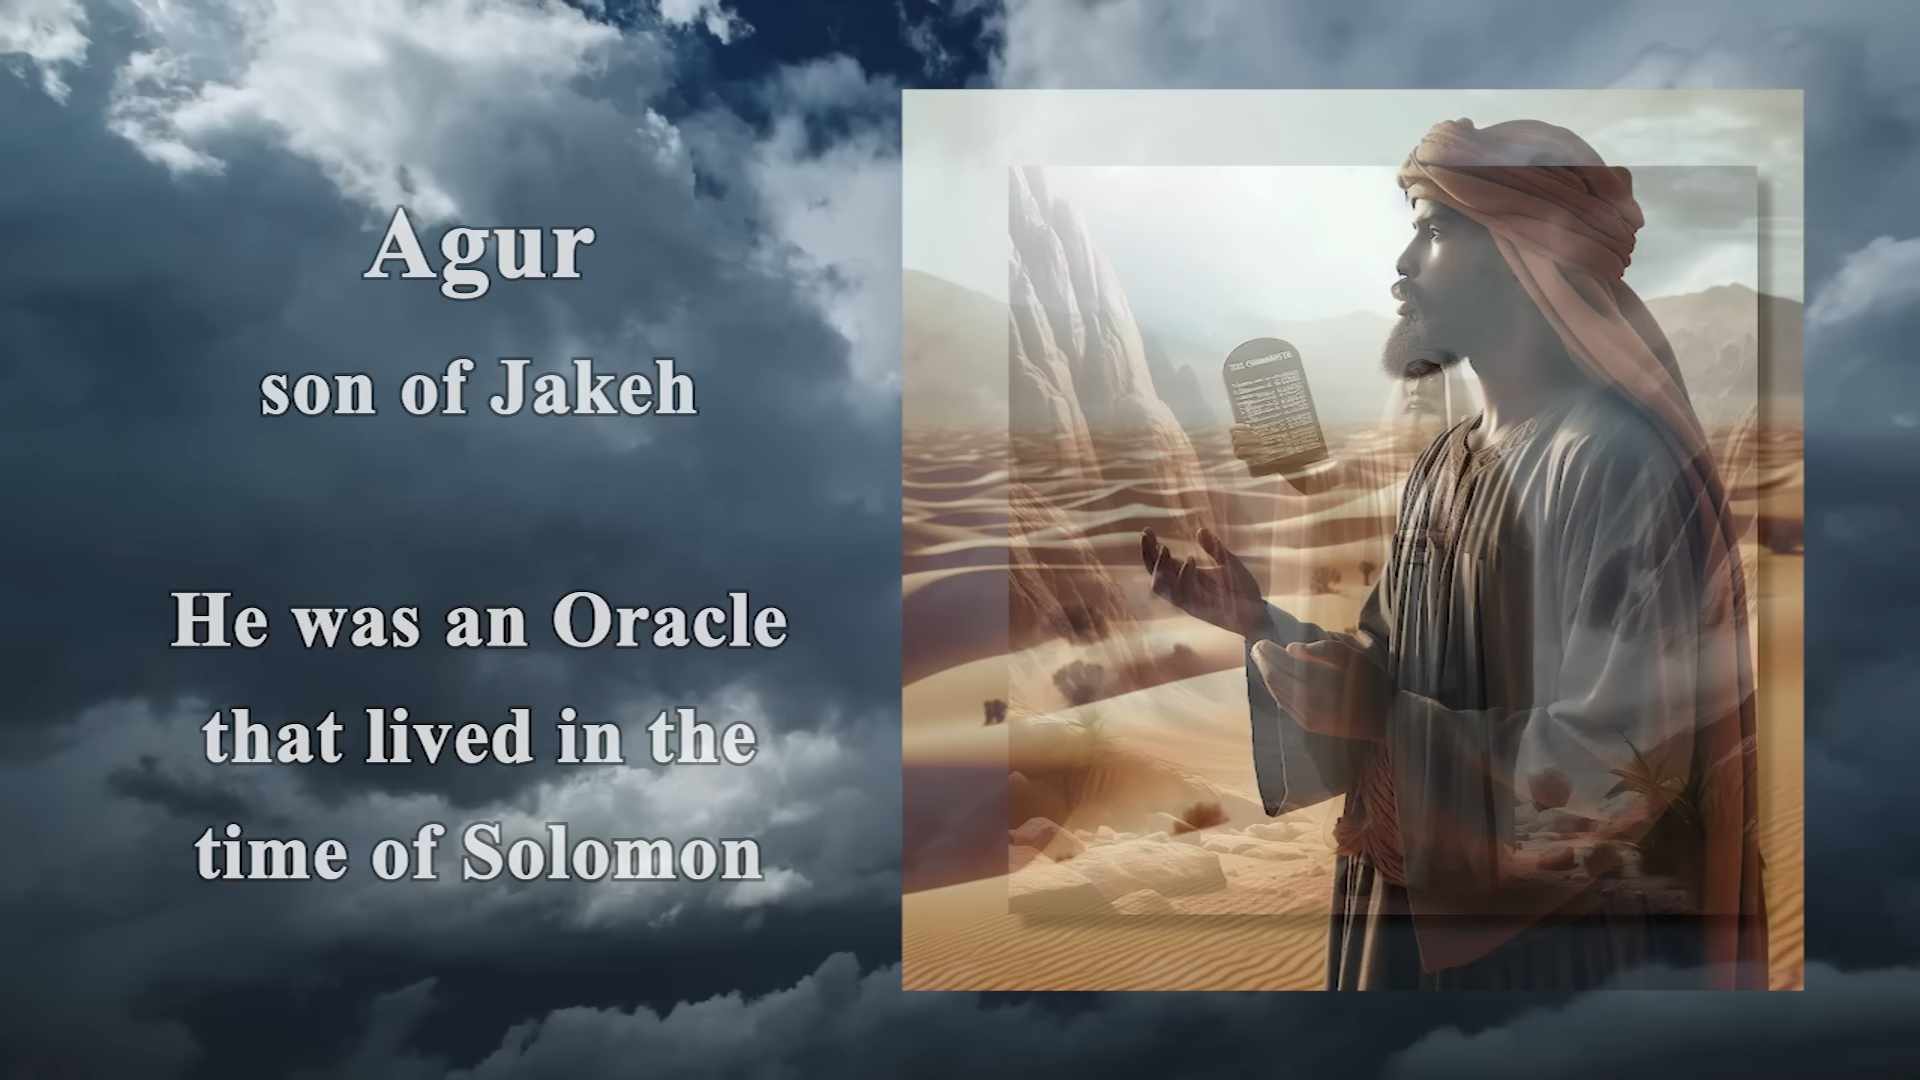 Agur
son of Jakeh
He was an Oracle
that lived in the
time of Solomon